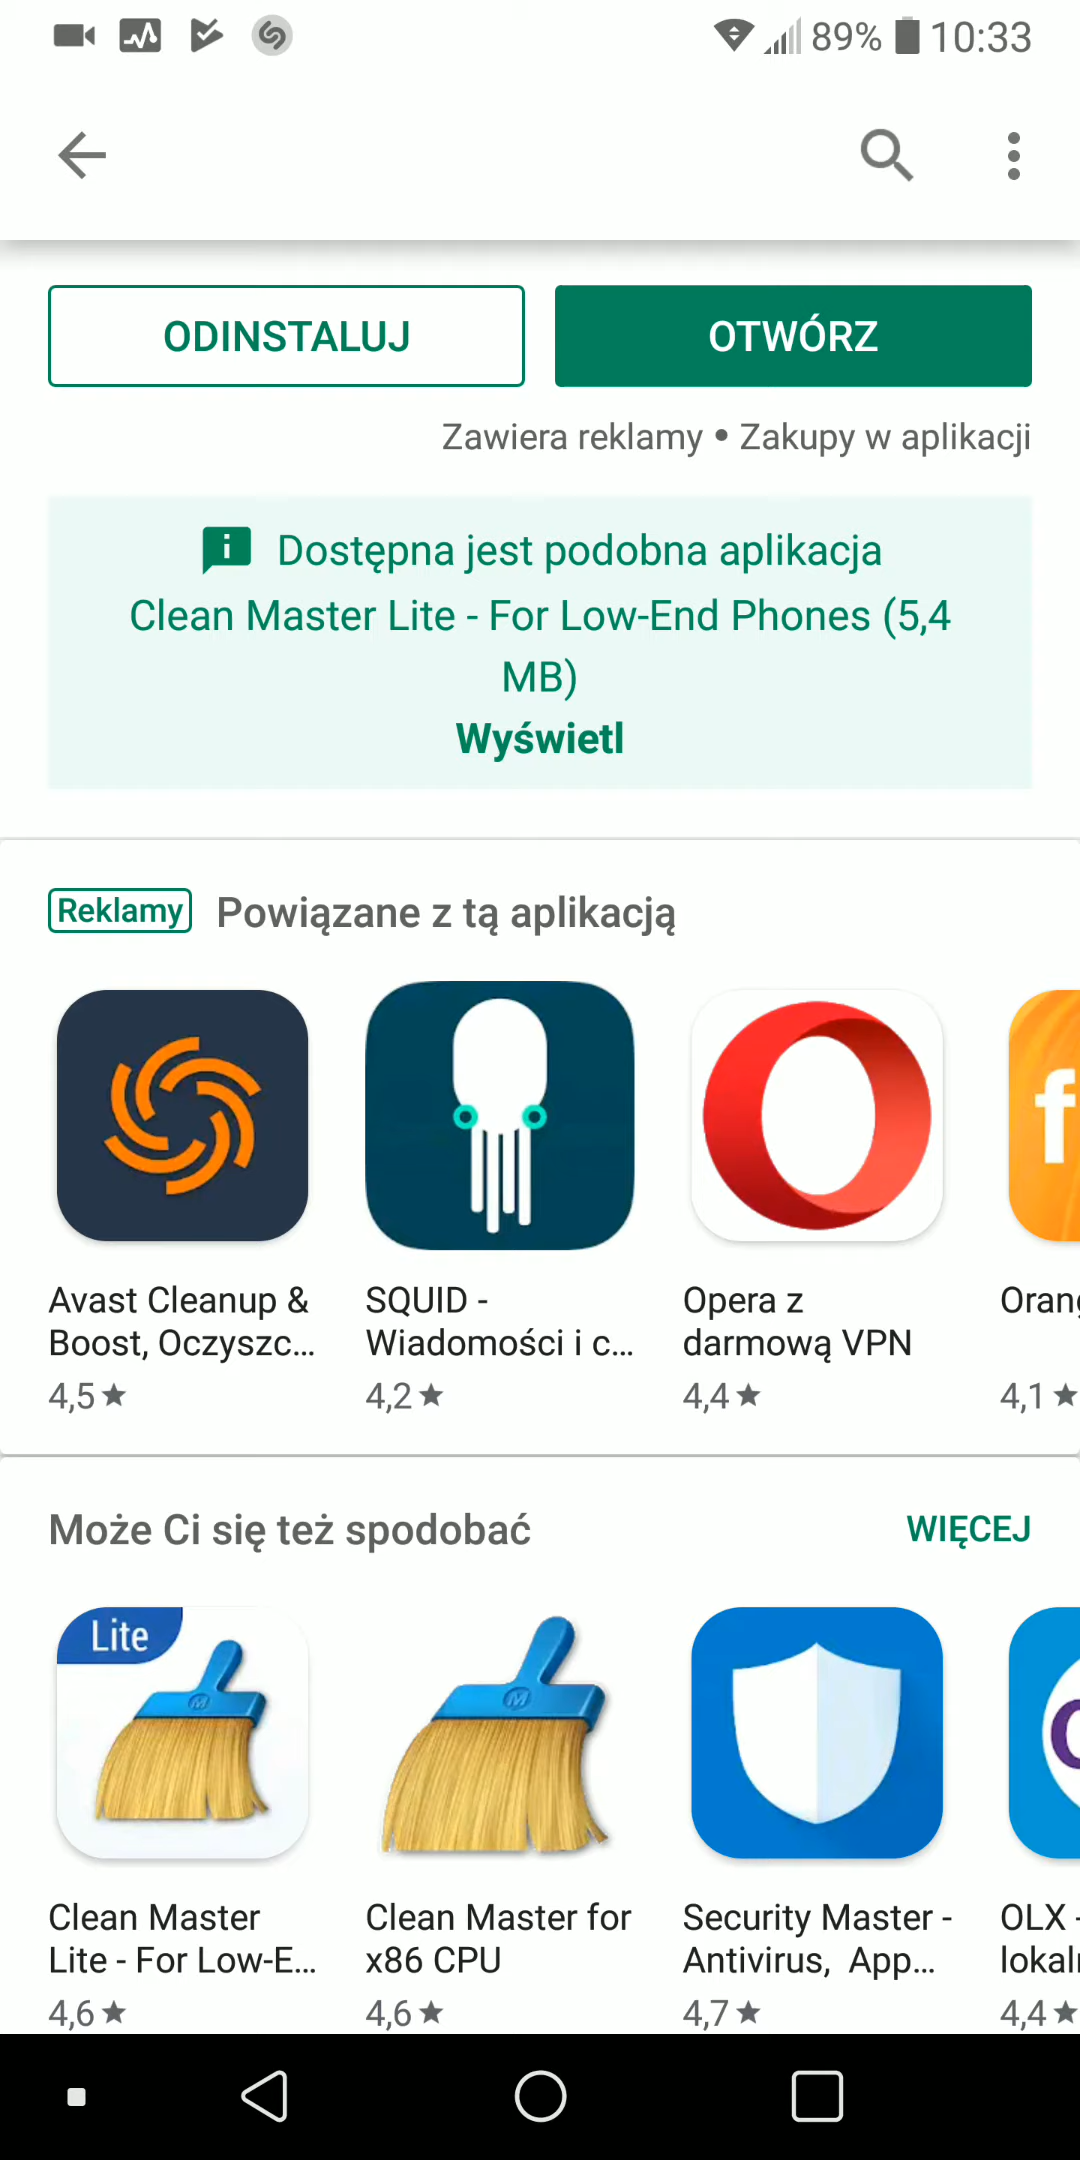 89% 10:33
ODINSTALUJ
OTWÓRZ
Zawiera reklamy • Zakupy w aplikacji
Dostępna jest podobna aplikacja
Clean Master Lite - For Low-End Phones (5,4
MB)
Wyświetl
Reklamy Powiązane z tą aplikacją
f
Avast Cleanup &
Boost, Oczyszc...
4,5★
SQUID -
Wiadomości i c...
4,2★
Opera z
darmową VPN
4,4★
Orang
4,1★
Może Ci się też spodobać
WIĘCEJ
Lite
M
M
Clean Master
Lite - For Low-E...
4,6★
Clean Master for
x86 CPU
4,6★
Security Master -
Antivirus, App...
4,7★
OLX -
lokaln
4,4★